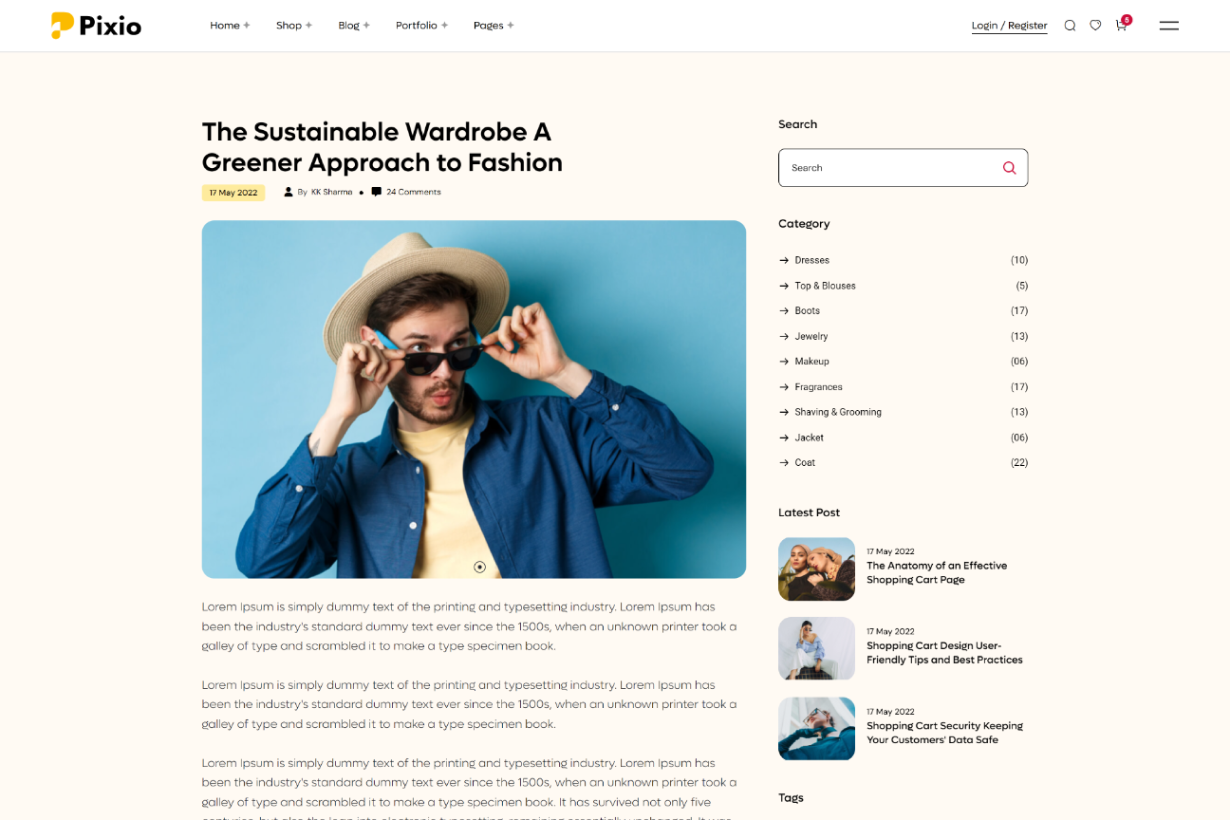 Pixio
Home +
Shop +
Blog +
Portfolio +
Pages +
Login / Register
5
The Sustainable Wardrobe A
Greener Approach to Fashion
17 May 2022
By KK Sharma
24 Comments
Lorem Ipsum is simply dummy text of the printing and typesetting industry. Lorem Ipsum has
been the industry's standard dummy text ever since the 1500s, when an unknown printer took a
galley of type and scrambled it to make a type specimen book.
Lorem Ipsum is simply dummy text of the printing and typesetting industry. Lorem Ipsum has
been the industry's standard dummy text ever since the 1500s, when an unknown printer took a
galley of type and scrambled it to make a type specimen book.
Lorem Ipsum is simply dummy text of the printing and typesetting industry. Lorem Ipsum has
been the industry's standard dummy text ever since the 1500s, when an unknown printer took a
galley of type and scrambled it to make a type specimen book. It has survived not only five
Search
Search
Category
Dresses (10)
Top & Blouses (5)
Boots (17)
Jewelry (13)
Makeup (06)
Fragrances (17)
Shaving & Grooming (13)
Jacket (06)
Coat (22)
Latest Post
17 May 2022
The Anatomy of an Effective
Shopping Cart Page
17 May 2022
Shopping Cart Design User-
Friendly Tips and Best Practices
17 May 2022
Shopping Cart Security Keeping
Your Customers' Data Safe
Tags